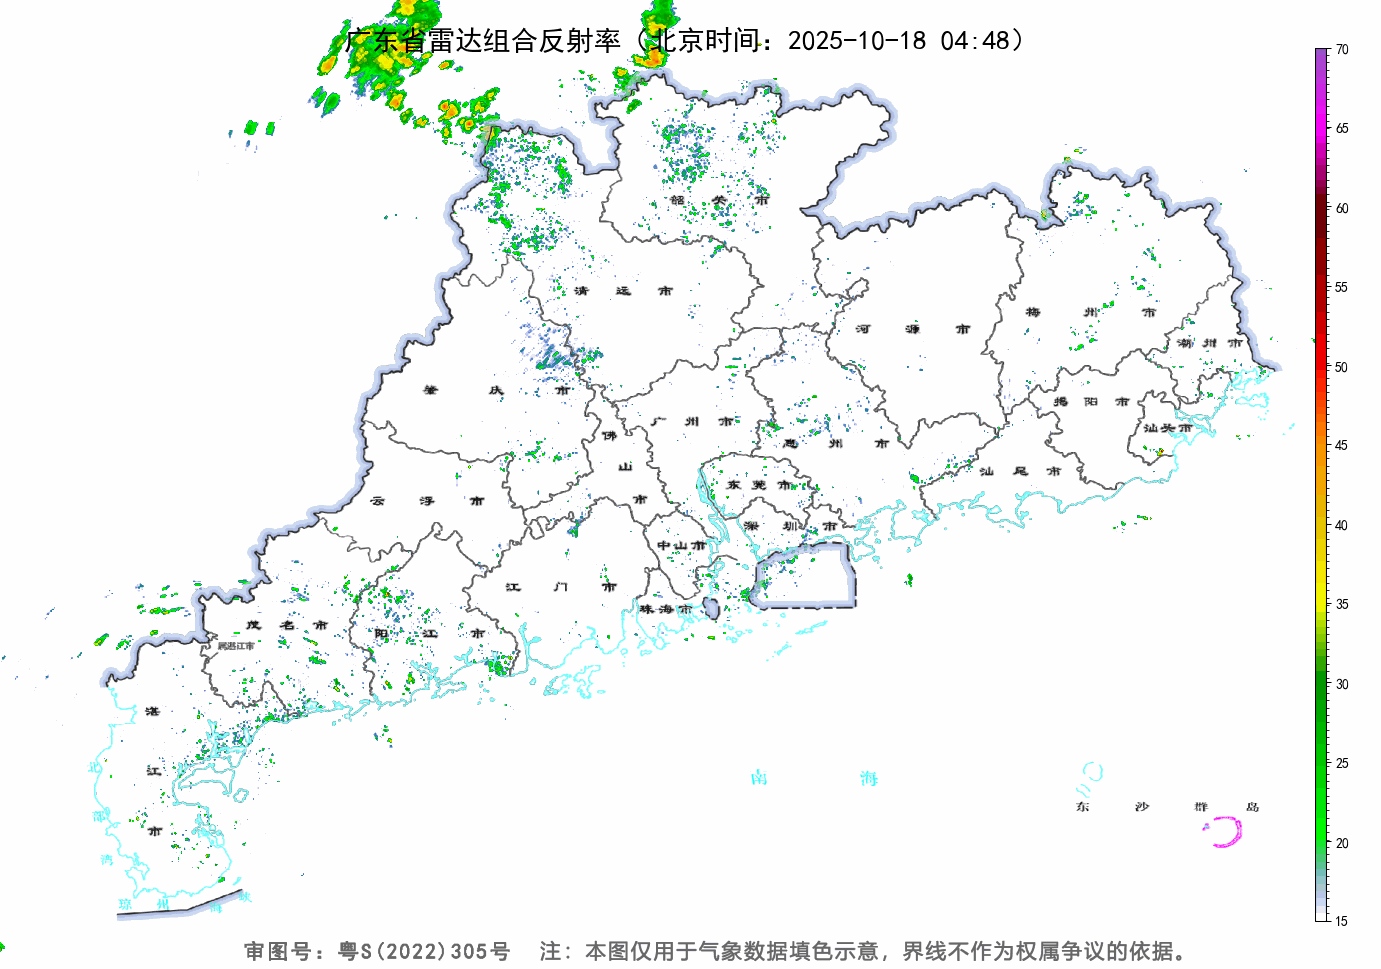 广东省雷达组合反射率（北京时间：2025-10-18 04:48）
70
65
60
55
50
45
40
35
30
25
20
15
韶 关 市
清 远 市
河 源 市
梅 州 市
潮 州 市
肇 庆 市
揭 阳 市
广 州 市
佛 山 市
惠 州 市
汕头市
汕 尾 市
云 浮 市
东 莞 市
深 圳 市
中山市
江 门 市
珠海市
茂 名 市
阳 江 市
属湛江市
湛 江 市
北 部 湾
南 海
东 沙 群 岛
琼 州 海 峡
审图号：粤S(2022)305号 注：本图仅用于气象数据填色示意，界线不作为权属争议的依据。